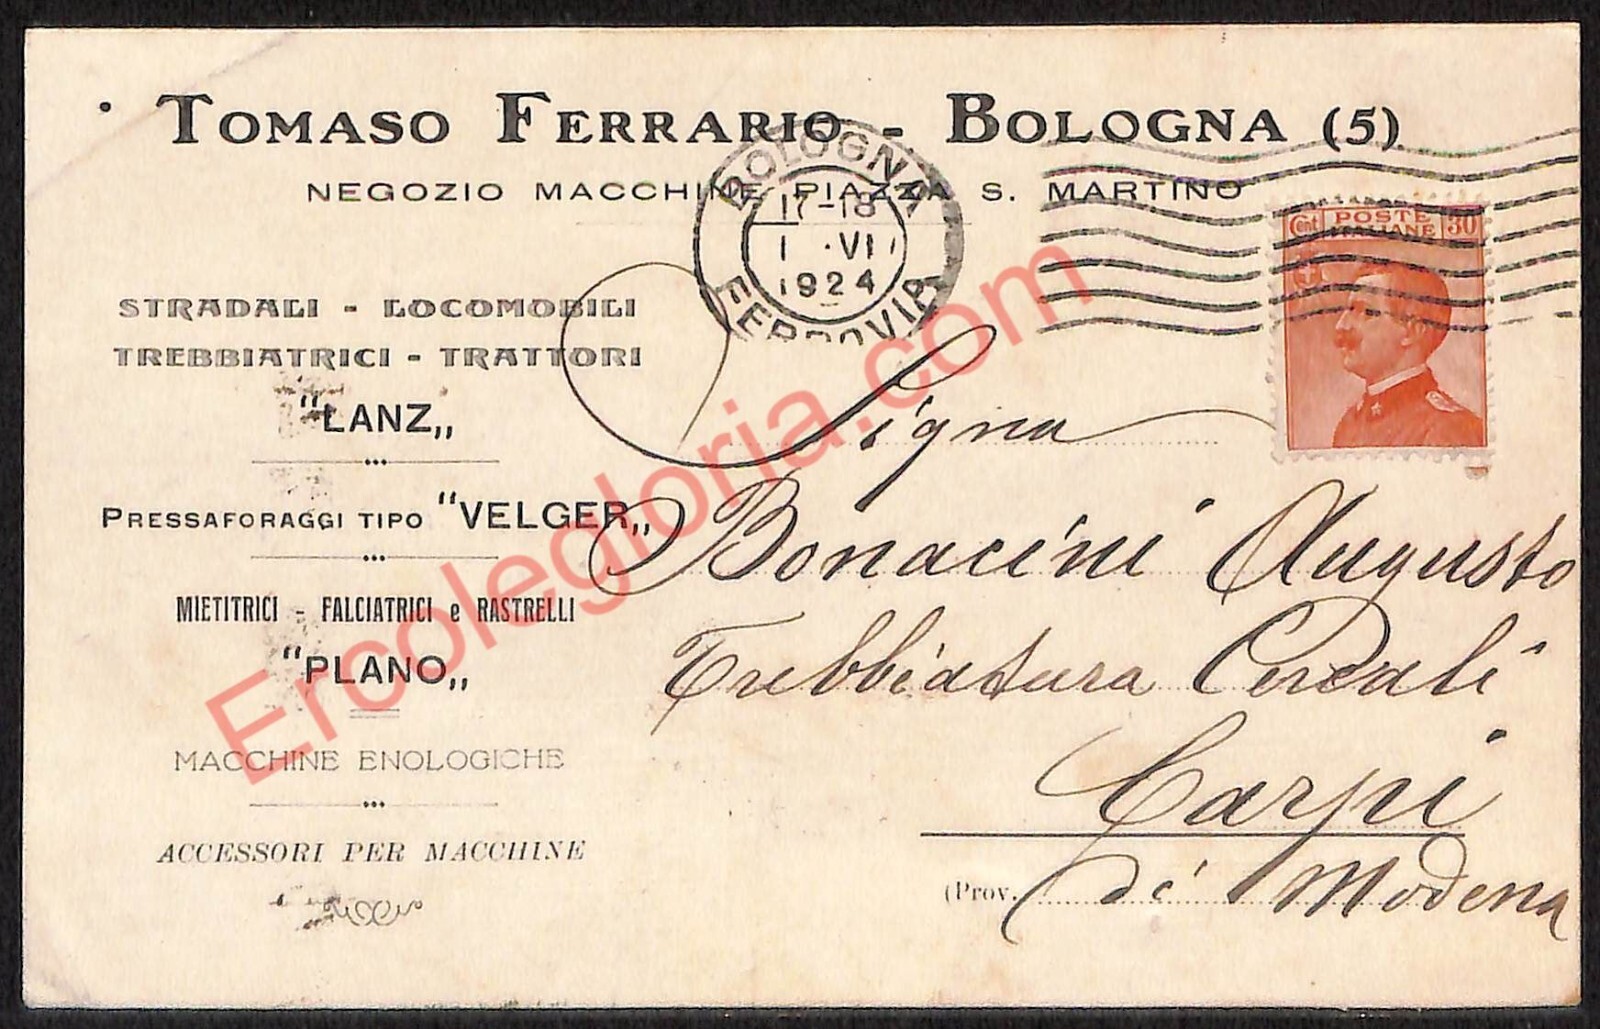 TOMASO FERRARIO - BOLOGNA (5)
NEGOZIO MACCHINE PIAZZA S. MARTINO
BOLOGNA
17-18
1 ·VI
1924
FERROVIA
Cent POSTE ITALIANE 30
STRADALI - LOCOMOBILI
TREBBIATRICI - TRATTORI
"LANZ„
PRESSAFORAGGI TIPO "VELGER„
MIETITRICI - FALCIATRICI e RASTRELLI
"PLANO„
MACCHINE ENOLOGICHE
ACCESSORI PER MACCHINE
Signa
Bonacini Augusto
Trebbiatura Cereali
Carpi
(Prov. di Modena
Ercolegloria.com